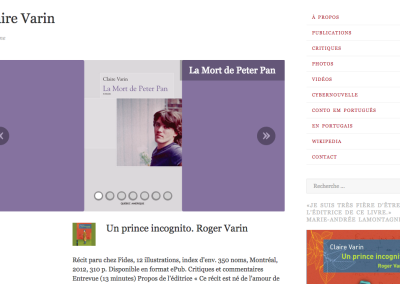 aire Varin
La Mort de Peter Pan
Claire Varin
La Mort de Peter Pan
Un prince incognito. Roger Varin
Récit paru chez Fides, 12 illustrations, index d'env. 350 noms, Montréal,
2012, 310 p. Disponible en format ePub. Critiques et commentaires
Entrevue (13 minutes) Propos de l'éditrice « Ce récit est né de l'amour de
À PROPOS
PUBLICATIONS
CRITIQUES
PHOTOS
VIDÉOS
CYBERNOUVELLE
CONTO EM PORTUGUÊS
EN PORTUGAIS
WIKIPEDIA
CONTACT
Recherche ...
«JE SUIS TRÈS FIÈRE D'ÊTRE
L'ÉDITRICE DE CE LIVRE.»
MARIE-ANDRÉE LAMONTAGNE
Claire Varin
Un prince incogni
Roger Var